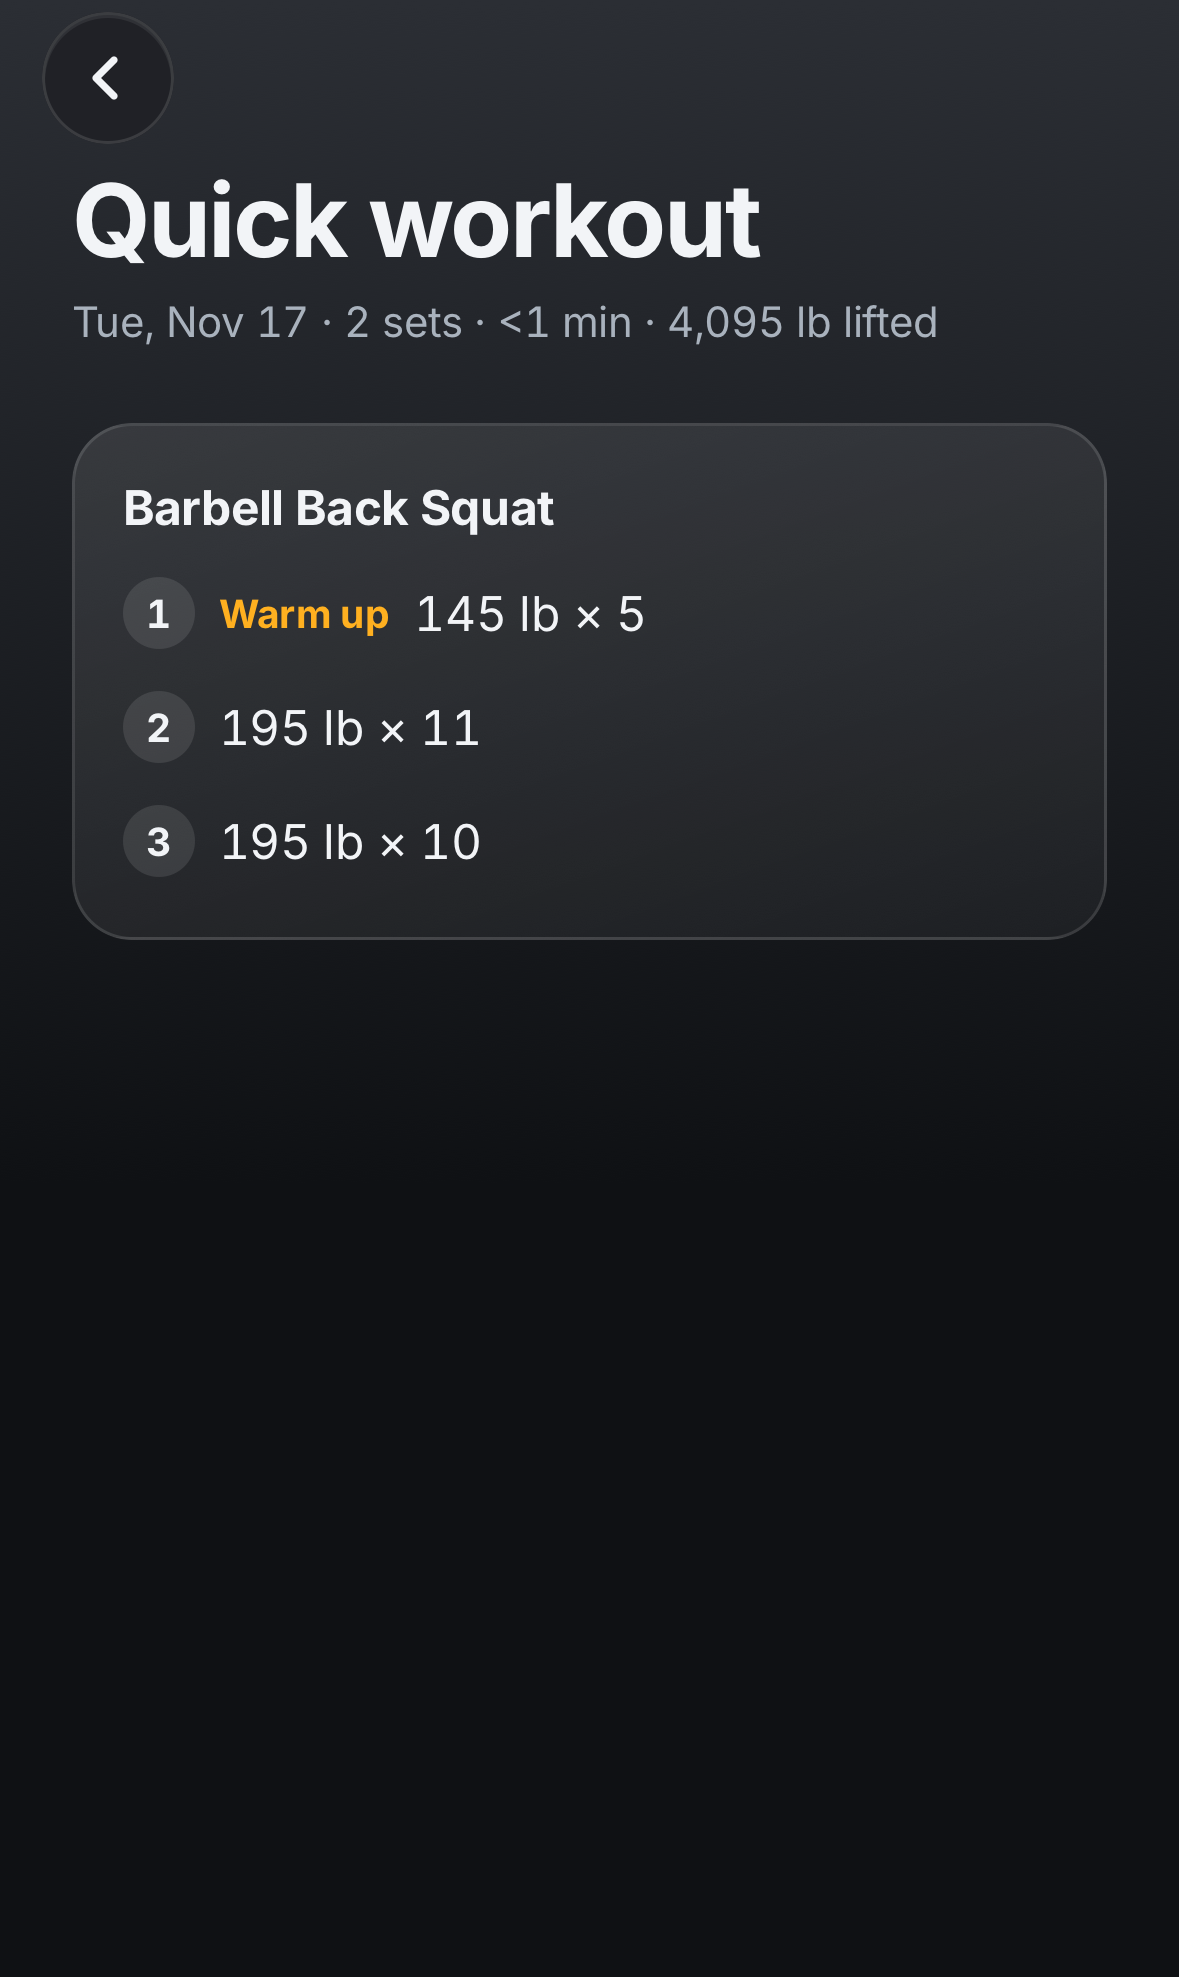 Quick workout
Tue, Nov 17 · 2 sets · <1 min · 4,095 lb lifted
Barbell Back Squat
1 Warm up 145 lb × 5
2 195 lb × 11
3 195 lb × 10